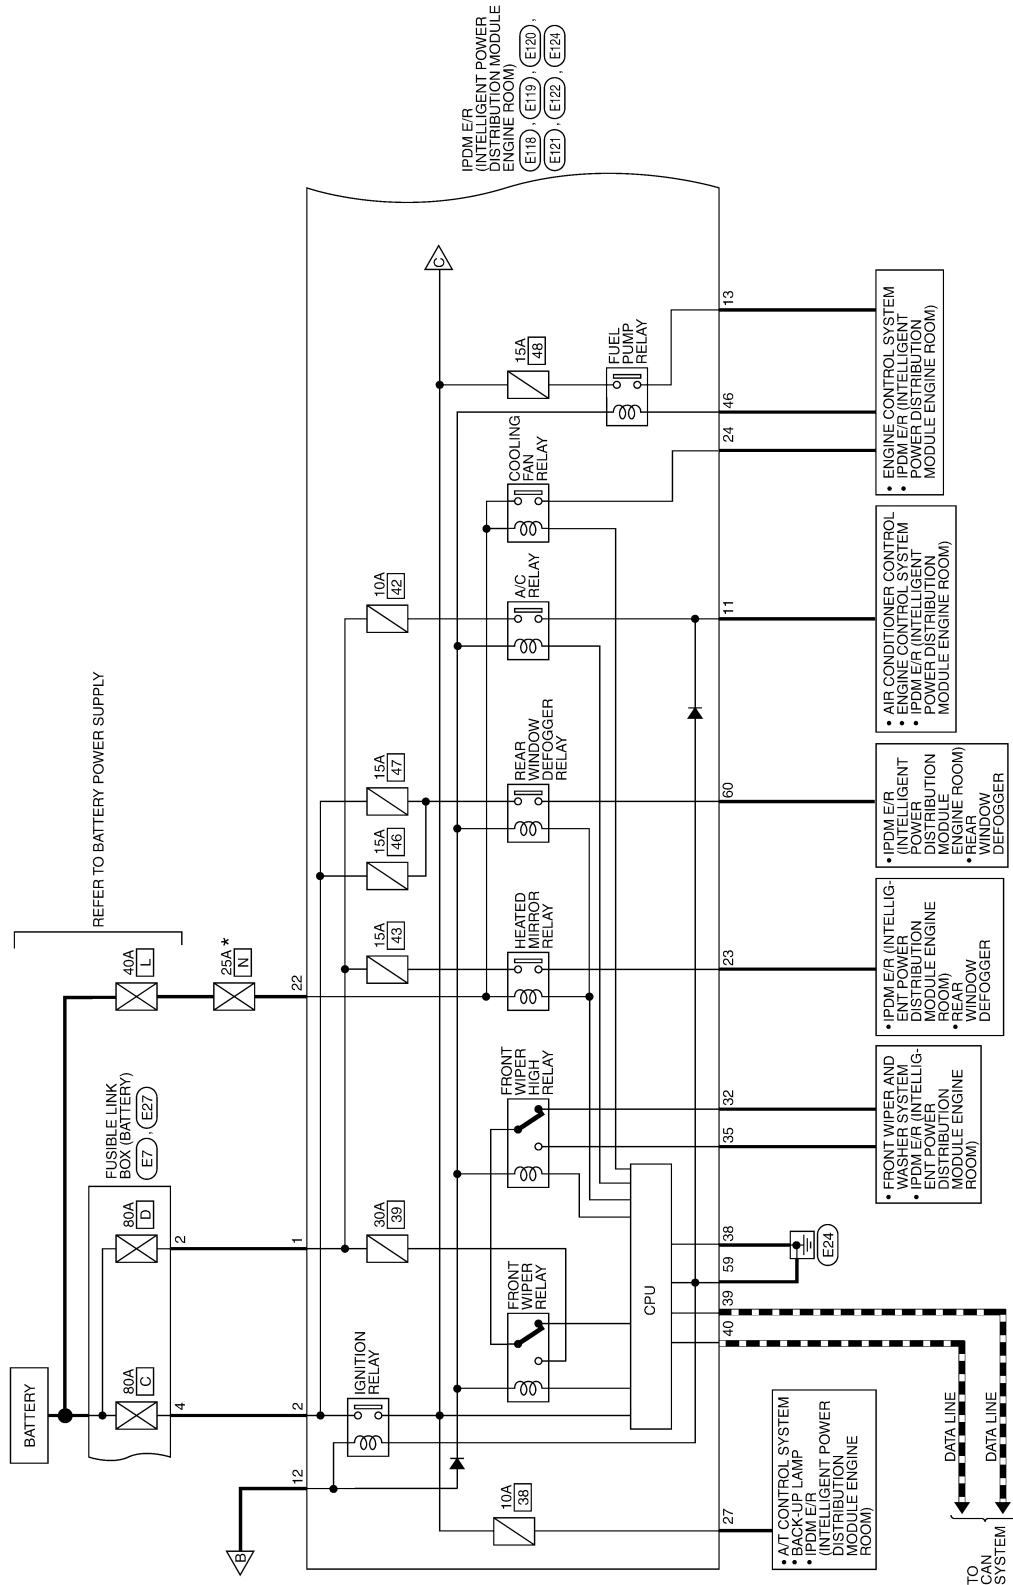 BATTERY
REFER TO BATTERY POWER SUPPLY
FUSIBLE LINK
BOX (BATTERY)
E7 , E27
80A
C
80A
D
40A
L
25A *
N
B
4
2
12
2
1
22
IPDM E/R
(INTELLIGENT POWER
DISTRIBUTION MODULE
ENGINE ROOM)
E118 , E119 , E120 ,
E121 , E122 , E124
C
IGNITION
RELAY
30A
39
15A
43
15A
46
15A
47
10A
42
15A
48
10A
38
FRONT
WIPER
RELAY
FRONT
WIPER
HIGH
RELAY
HEATED
MIRROR
RELAY
REAR
WINDOW
DEFOGGER
RELAY
A/C
RELAY
COOLING
FAN
RELAY
FUEL
PUMP
RELAY
CPU
27
40
39
59
38
35
32
23
60
11
24
46
13
• A/T CONTROL SYSTEM
• BACK-UP LAMP
• IPDM E/R
(INTELLIGENT POWER
DISTRIBUTION
MODULE ENGINE
ROOM)
DATA LINE
DATA LINE
TO
CAN
SYSTEM
E24
• FRONT WIPER AND
WASHER SYSTEM
• IPDM E/R (INTELLIG-
ENT POWER
DISTRIBUTION
MODULE ENGINE
ROOM)
• IPDM E/R (INTELLIG-
ENT POWER
DISTRIBUTION
MODULE ENGINE
ROOM)
• REAR
WINDOW
DEFOGGER
• IPDM E/R
(INTELLIGENT
POWER
DISTRIBUTION
MODULE
ENGINE ROOM)
• REAR
WINDOW
DEFOGGER
• AIR CONDITIONER CONTROL
• ENGINE CONTROL SYSTEM
• IPDM E/R (INTELLIGENT
POWER DISTRIBUTION
MODULE ENGINE ROOM)
• ENGINE CONTROL SYSTEM
• IPDM E/R (INTELLIGENT
POWER DISTRIBUTION
MODULE ENGINE ROOM)